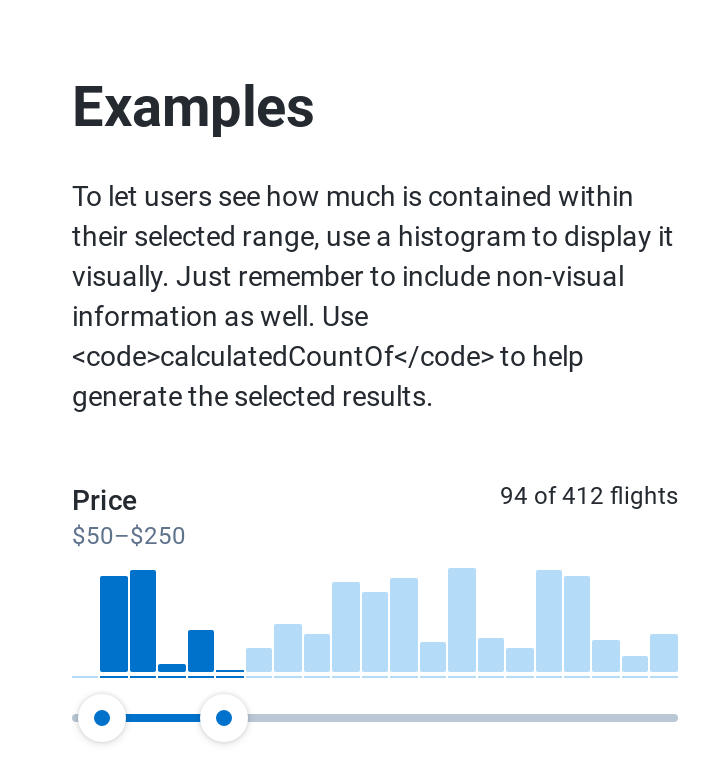 Examples
To let users see how much is contained within
their selected range, use a histogram to display it
visually. Just remember to include non-visual
information as well. Use
<code>calculatedCountOf</code> to help
generate the selected results.
Price
94 of 412 flights
$50–$250